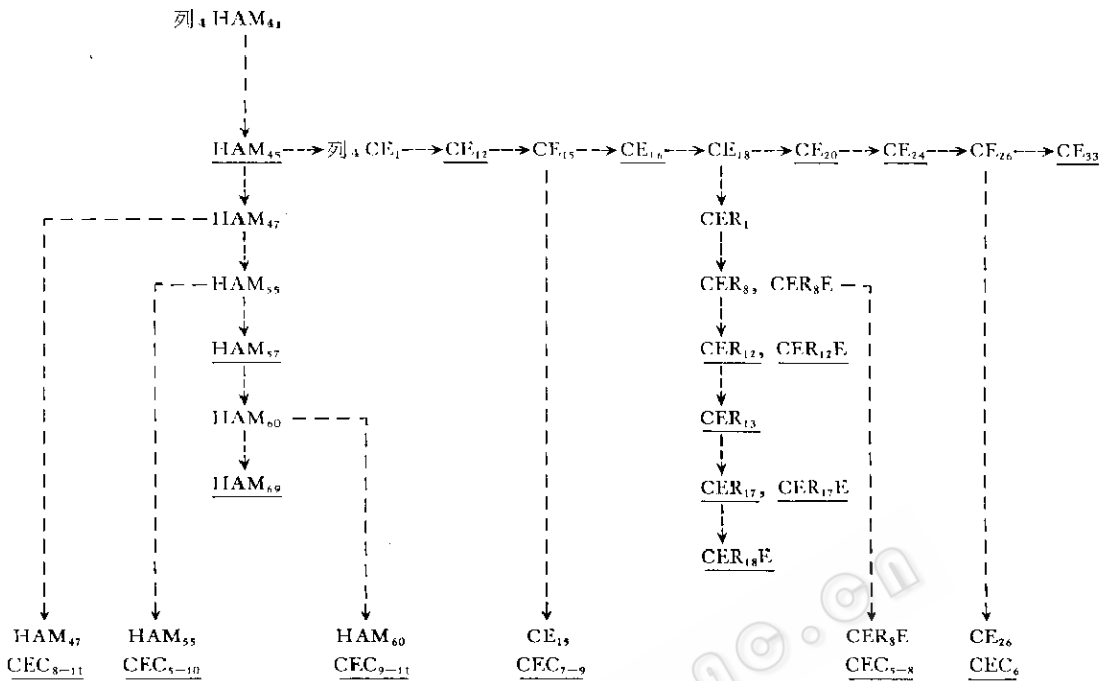 列₄ HAM₄₁
HAM₄₅ 列₄ CE₁ CE₁₂ CE₁₅ CE₁₆ CE₁₈ CE₂₀ CE₂₄ CE₂₆ CE₃₃
HAM₄₇ CER₁
HAM₅₅ CER₈, CER₈E
HAM₅₇ CER₁₂, CER₁₂E
HAM₆₀ CER₁₃
HAM₆₉ CER₁₇, CER₁₇E
CER₁₈E
HAM₄₇ HAM₅₅ HAM₆₀ CE₁₅ CER₈E CE₂₆
CEC₈₋₁₁ CEC₅₋₁₀ CEC₉₋₁₁ CEC₇₋₉ CEC₅₋₈ CEC₆